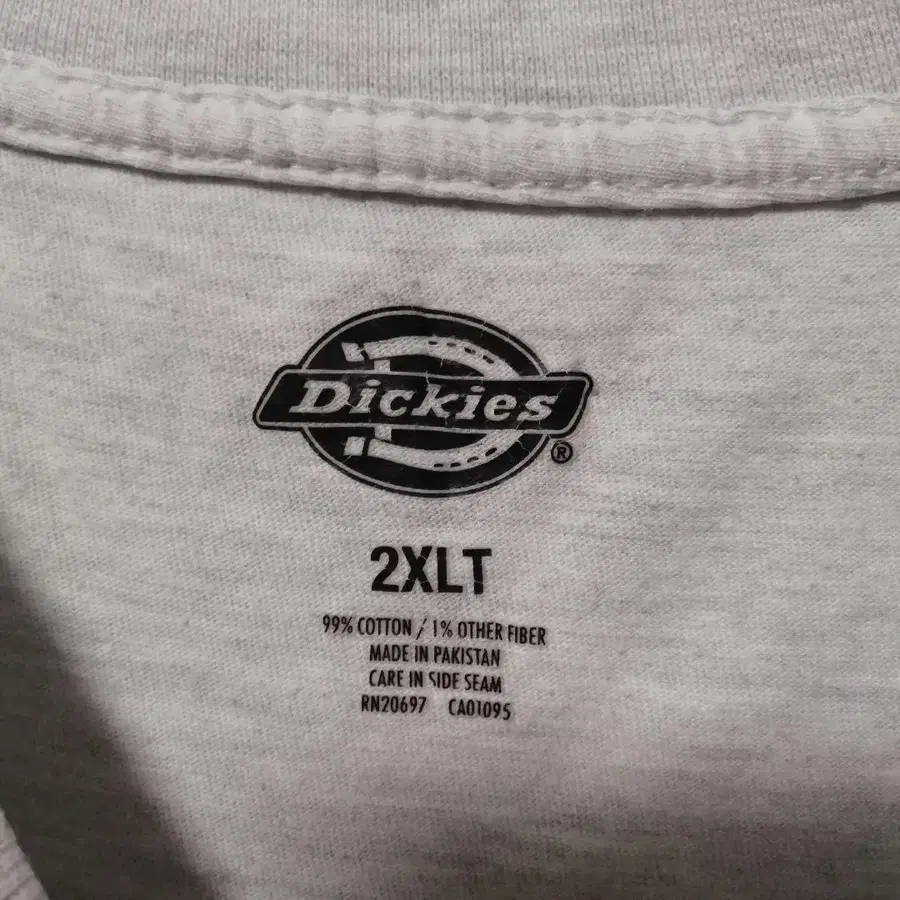 Dickies
®
2XLT
99% COTTON / 1% OTHER FIBER
MADE IN PAKISTAN
CARE IN SIDE SEAM
RN20697 CA01095